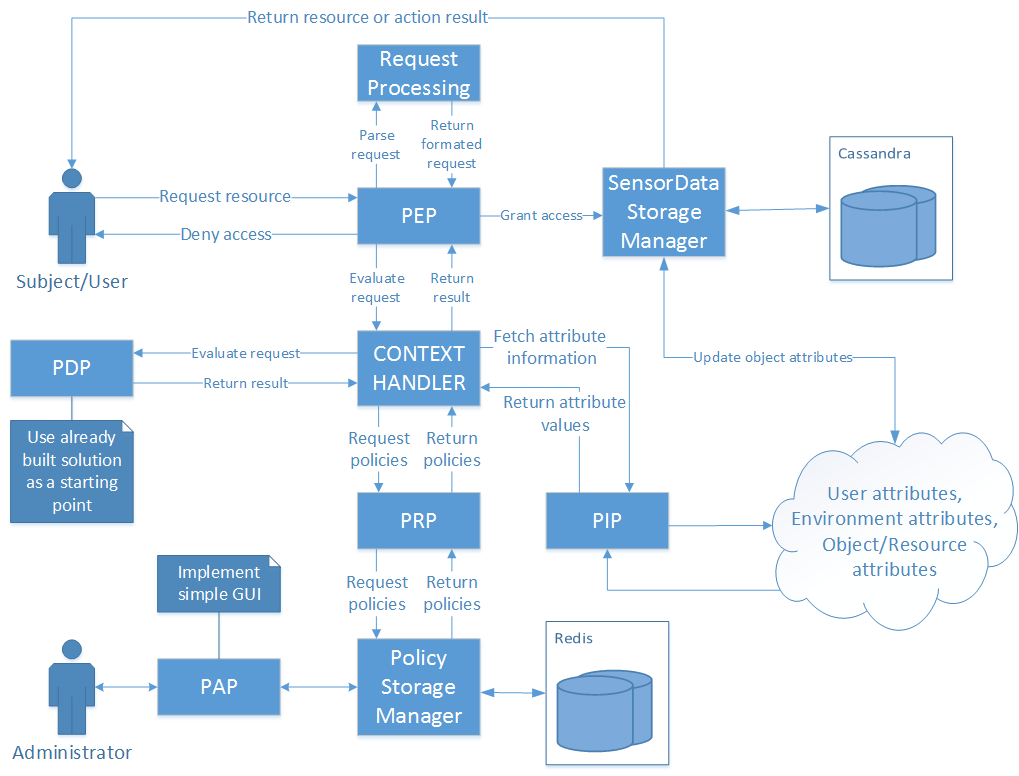 Return resource or action result
Request
Processing
Parse
request
Return
formated
request
Cassandra
SensorData
Storage
Manager
Request resource
PEP
Grant access
Deny access
Subject/User
Evaluate
request
Return
result
Fetch attribute
information
Evaluate request
CONTEXT
HANDLER
Update object attributes
PDP
Return result
Return attribute
values
Use already
built solution
as a starting
point
Request
policies
Return
policies
User attributes,
Environment attributes,
Object/Resource
attributes
PRP
PIP
Implement
simple GUI
Request
policies
Return
policies
Redis
Policy
Storage
Manager
PAP
Administrator